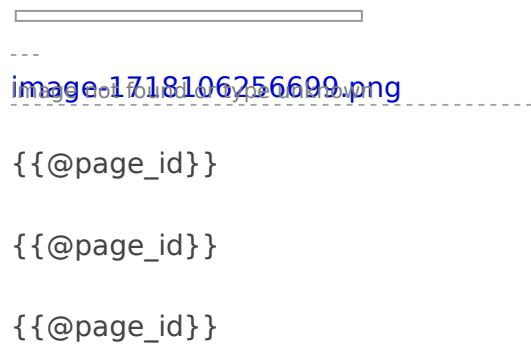 image-1718106256699.png
Image not found or type unknown
{{@page_id}}
{{@page_id}}
{{@page_id}}